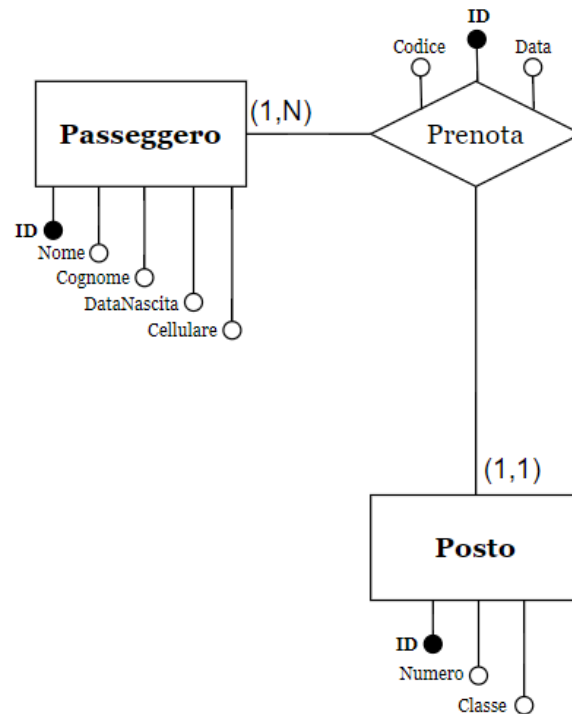 ID
Codice
Data
Passeggero
(1,N)
Prenota
ID
Nome
Cognome
DataNascita
Cellulare
(1,1)
Posto
ID
Numero
Classe